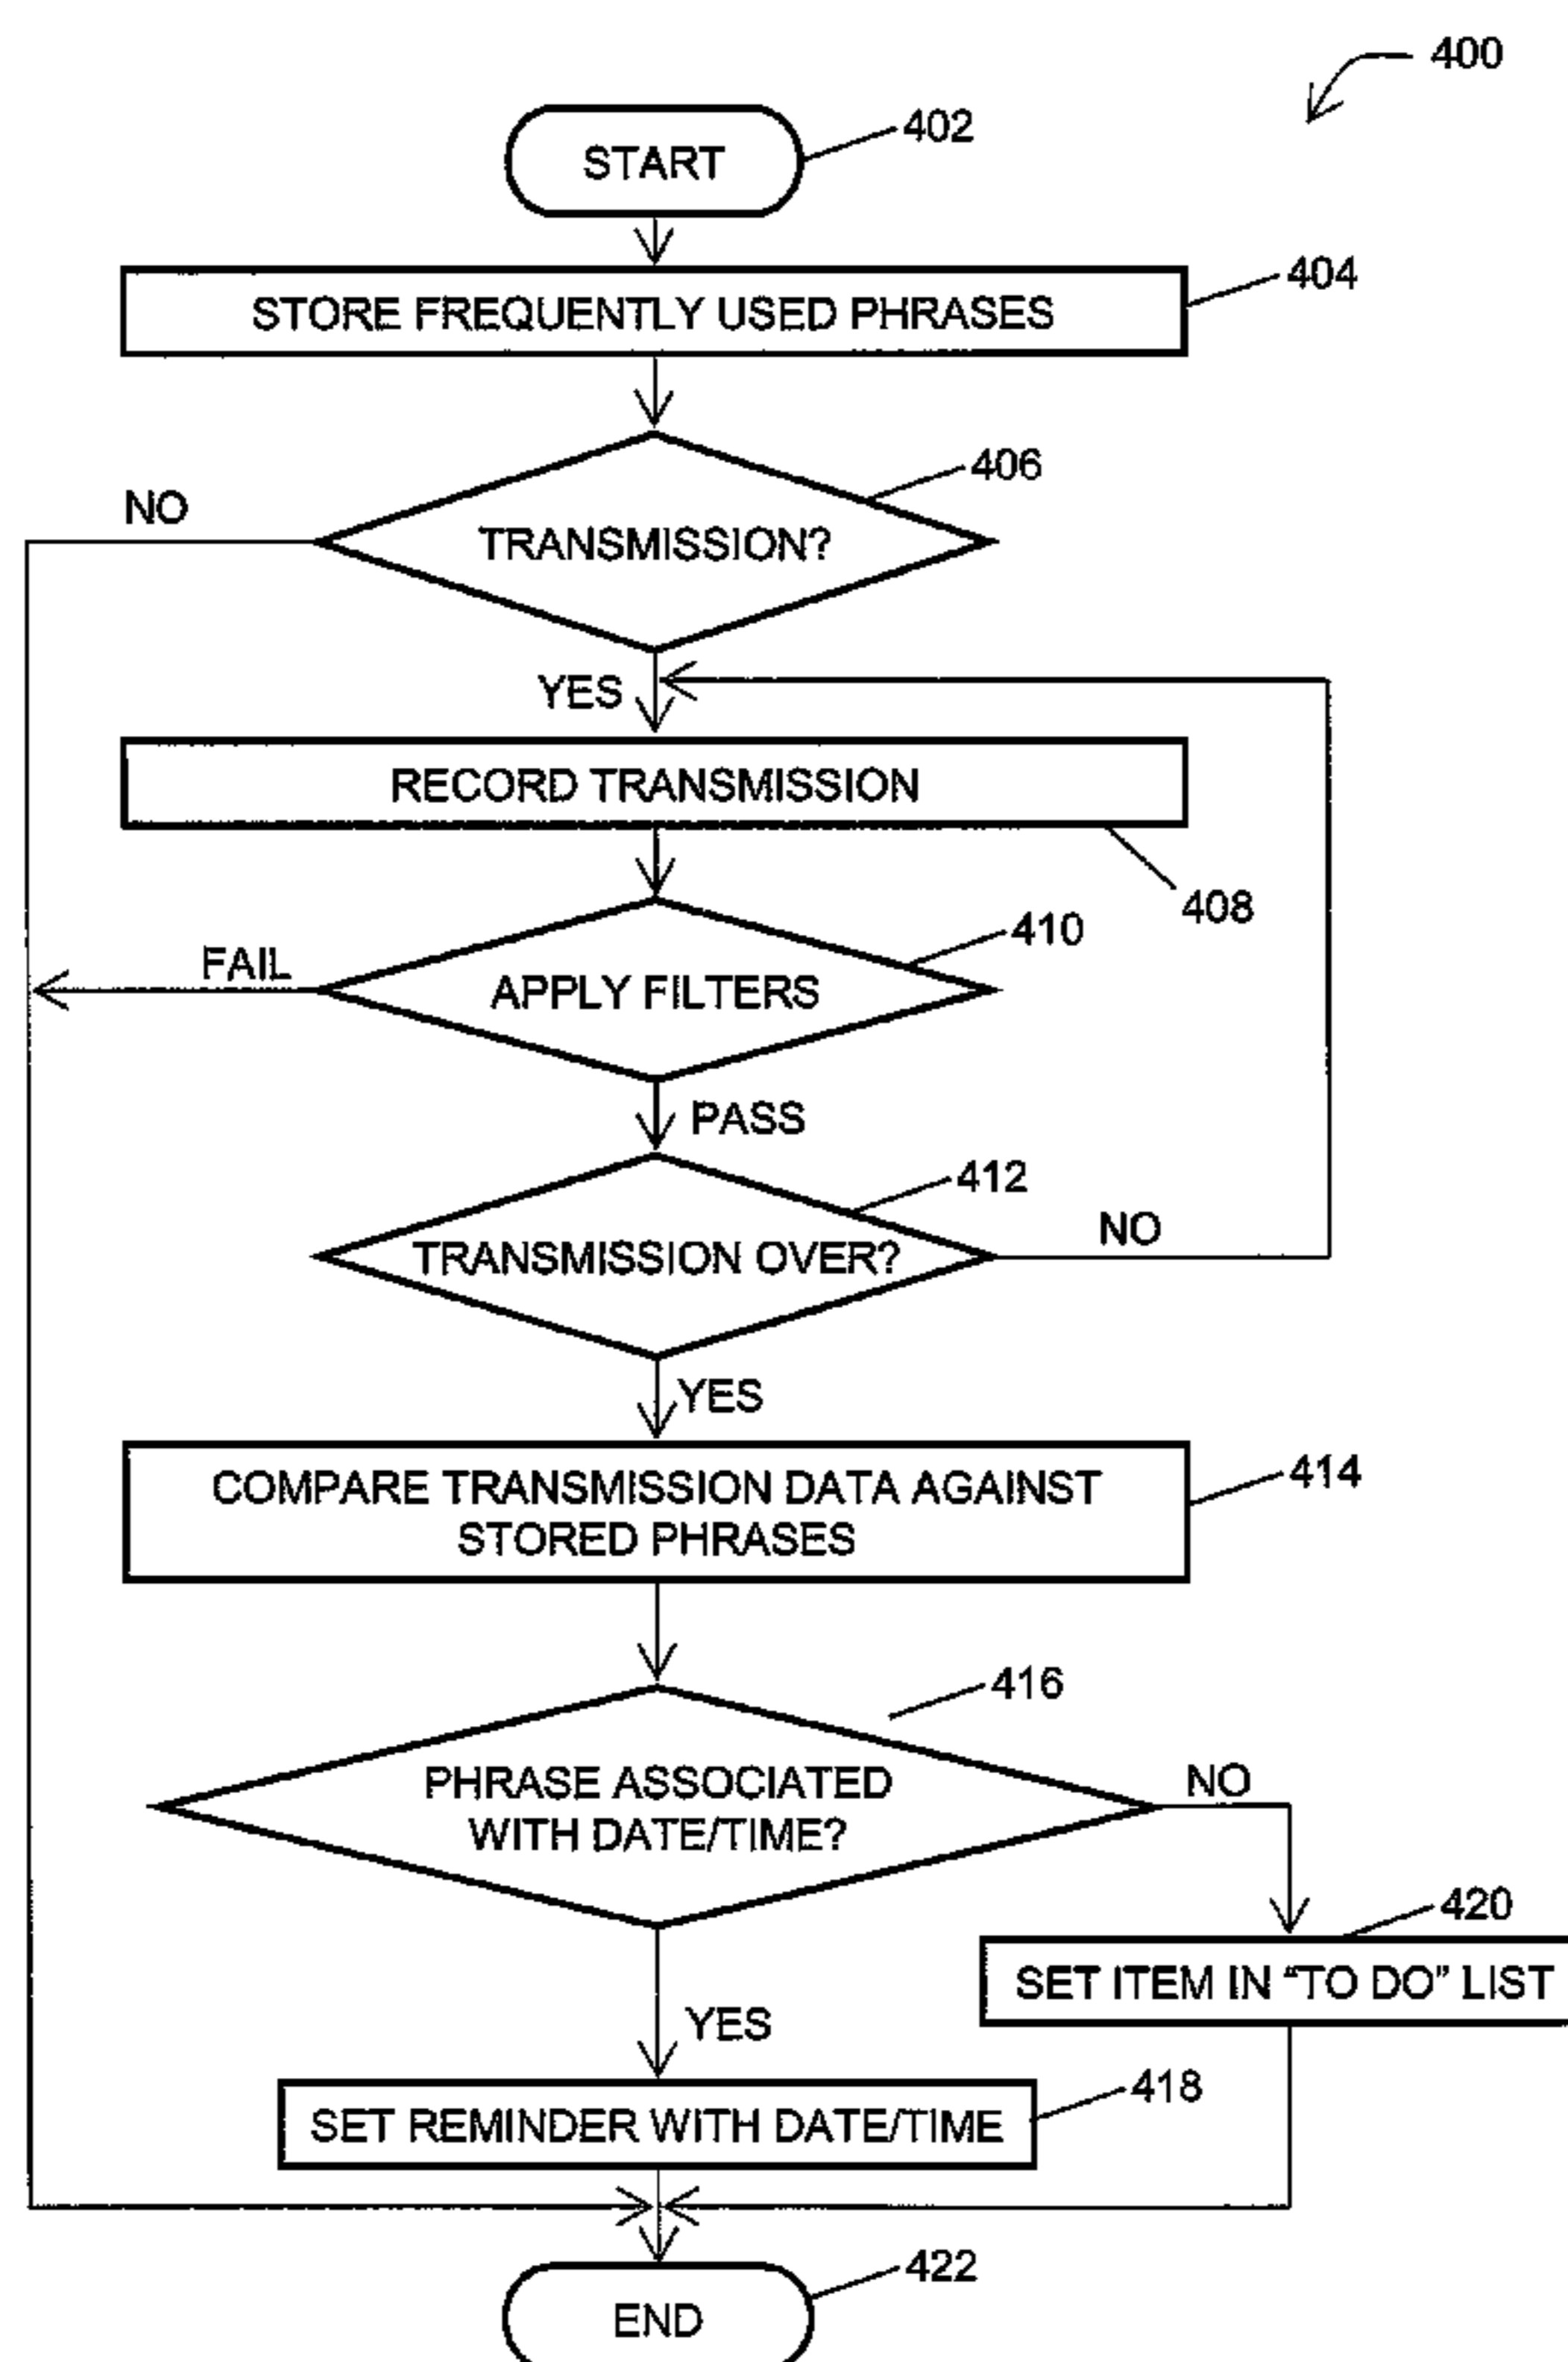 400
START
402
STORE FREQUENTLY USED PHRASES
404
TRANSMISSION?
406
NO
YES
RECORD TRANSMISSION
408
APPLY FILTERS
410
FAIL
PASS
TRANSMISSION OVER?
412
NO
YES
COMPARE TRANSMISSION DATA AGAINST
STORED PHRASES
414
PHRASE ASSOCIATED
WITH DATE/TIME?
416
NO
SET ITEM IN “TO DO” LIST
420
YES
SET REMINDER WITH DATE/TIME
418
END
422